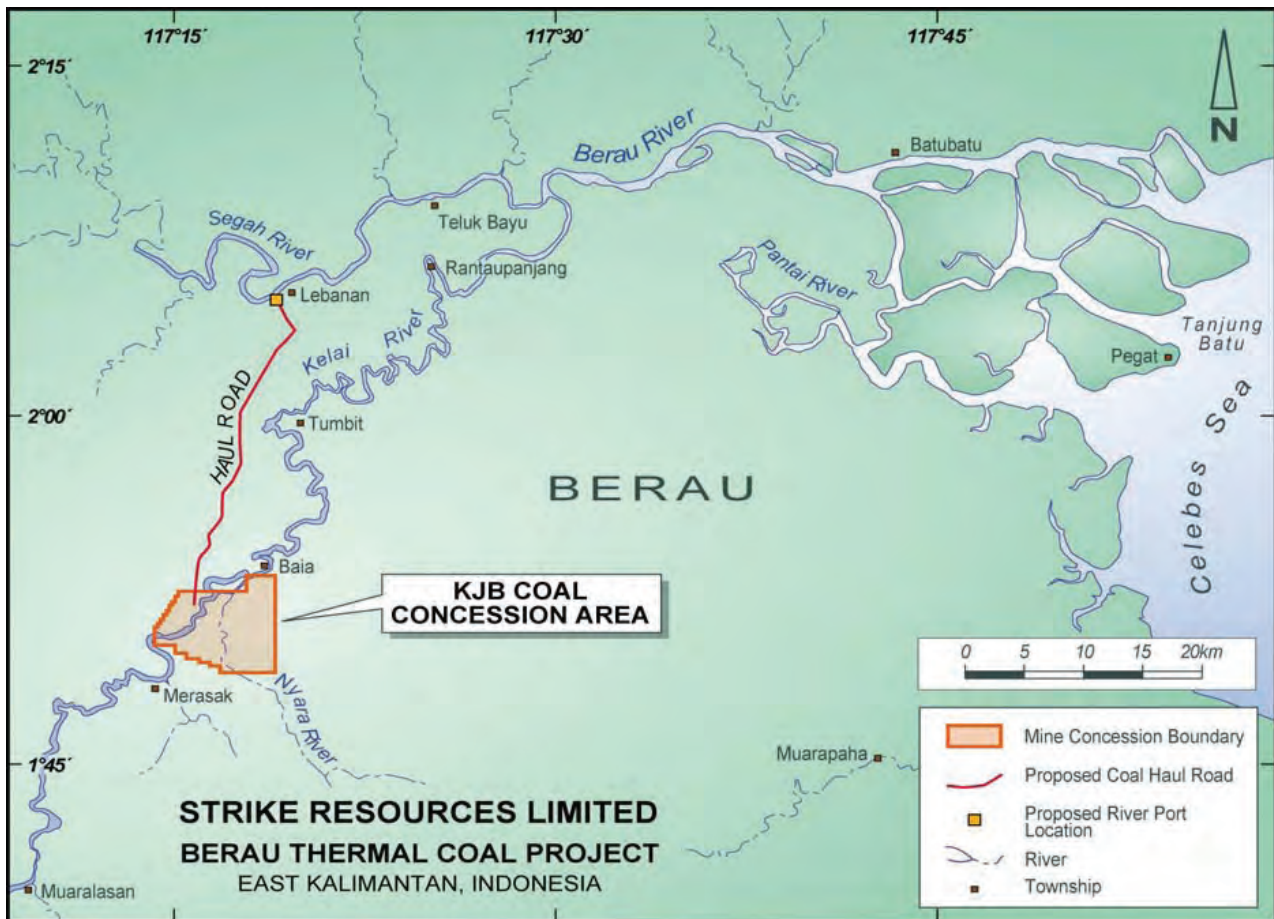 117°15´
117°30´
117°45´
2°15´
N
Berau River
Batubatu
Segah River
Teluk Bayu
Rantaupanjang
Pantai River
Lebanan
Kelai River
Tanjung
Batu
Pegat
HAUL ROAD
2°00´
Tumbit
Celebes Sea
BERAU
Baia
KJB COAL
CONCESSION AREA
0 5 10 15 20km
Merasak
Nyara River
Mine Concession Boundary
1°45´
Muarapaha
Proposed Coal Haul Road
STRIKE RESOURCES LIMITED
Proposed River Port
Location
BERAU THERMAL COAL PROJECT
River
EAST KALIMANTAN, INDONESIA
Township
Muaralasan